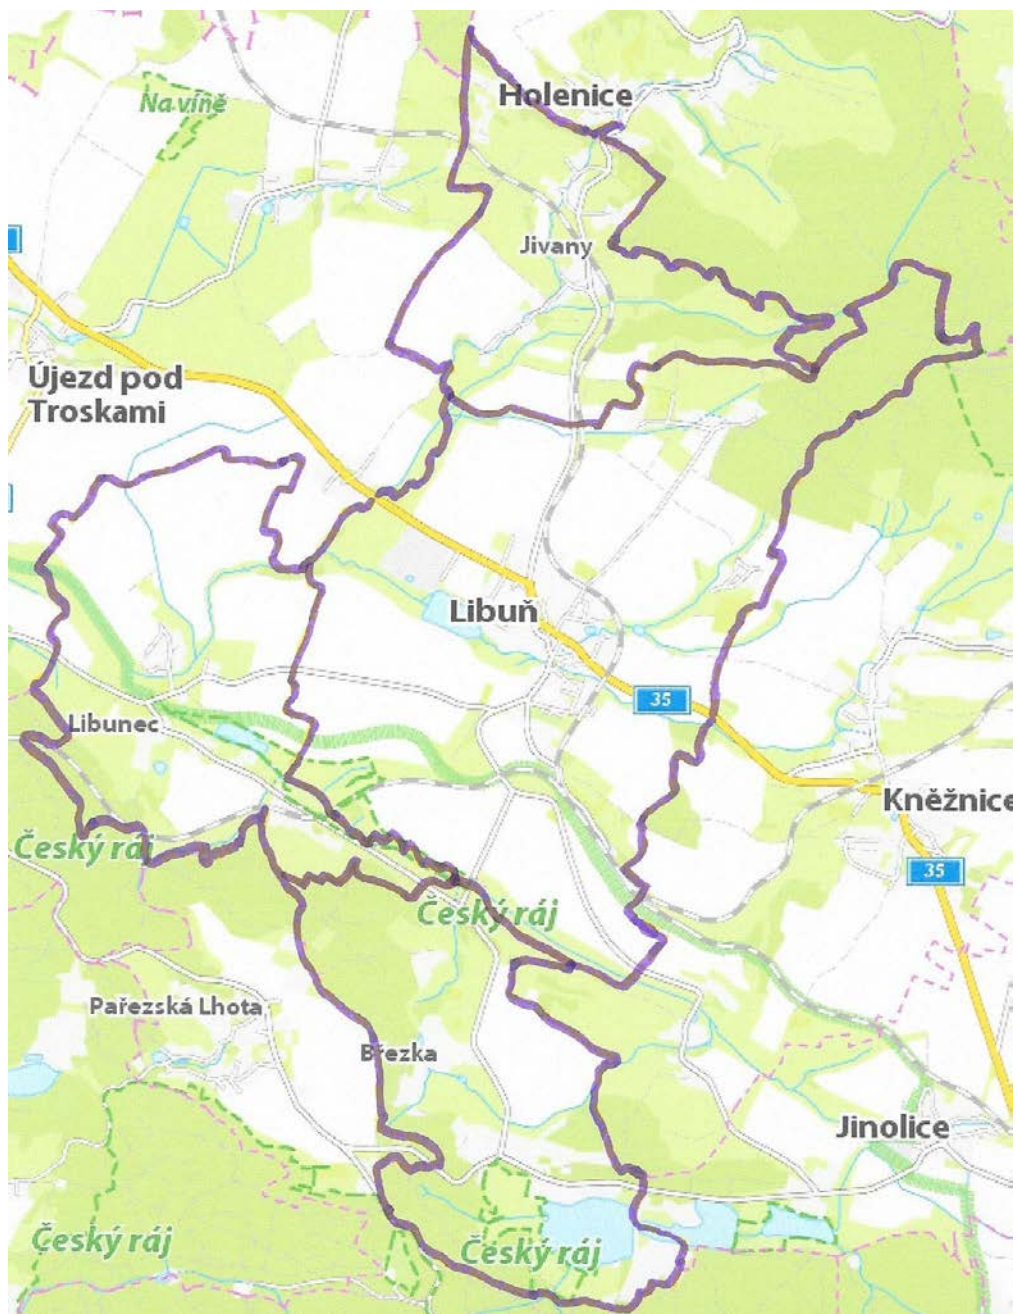 Na víně
Holenice
Jivany
Újezd pod
Troskami
Libuň
35
Libunec
Kněžnice
Český ráj
35
Český ráj
Pařezská Lhota
Březka
Jinolice
Český ráj
Český ráj